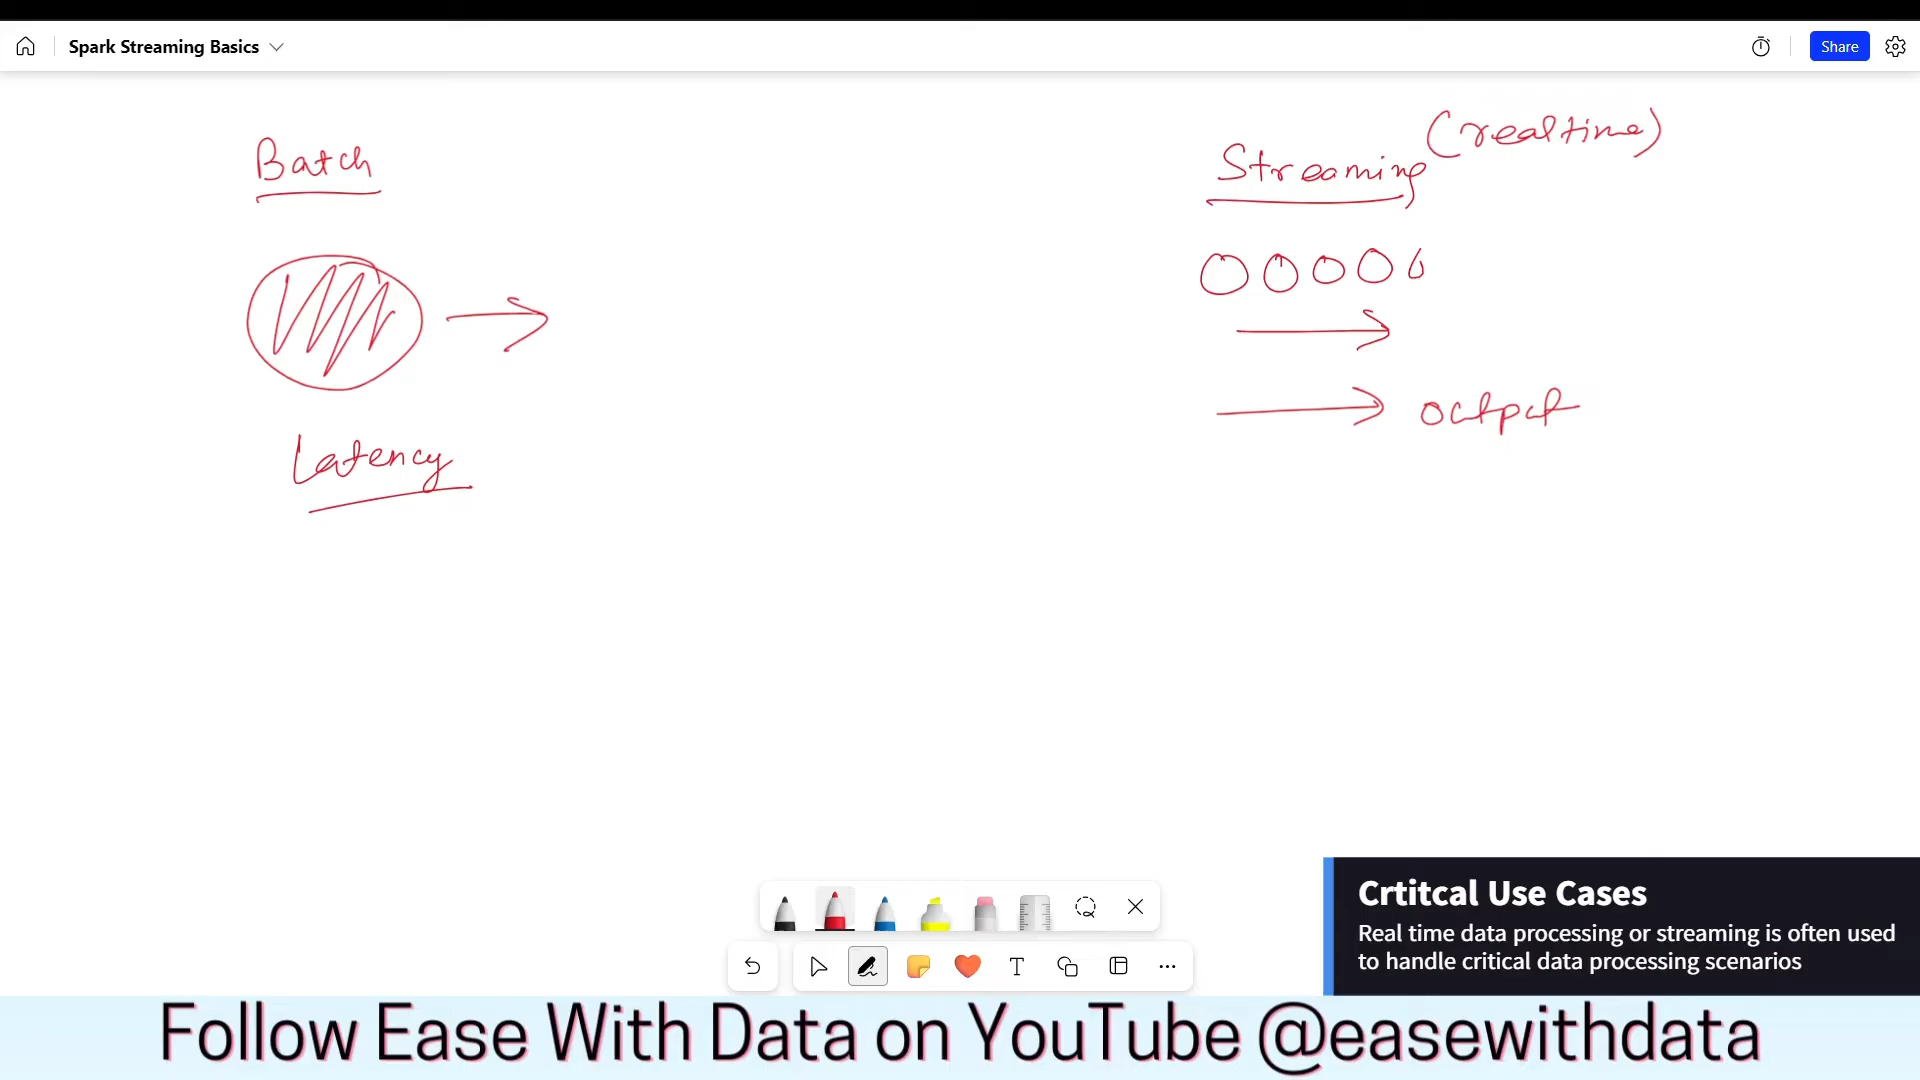 Spark Streaming Basics
Share
Batch
Streaming (realtime)
output
Latency
Crtitcal Use Cases
Real time data processing or streaming is often used
to handle critical data processing scenarios
Follow Ease With Data on YouTube @easewithdata